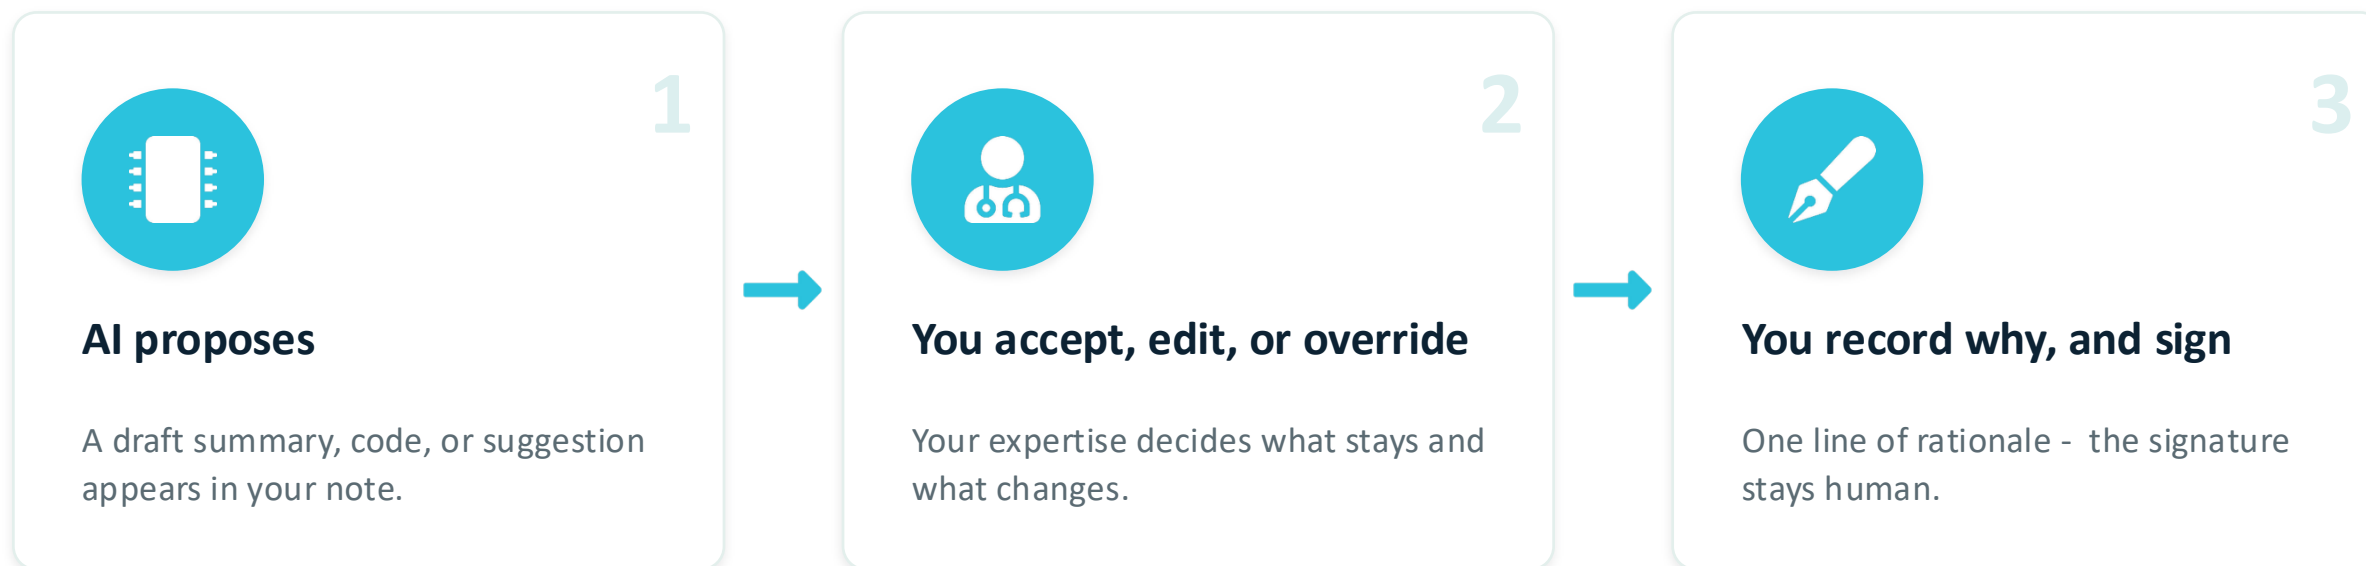 1
AI proposes
A draft summary, code, or suggestion
appears in your note.
2
You accept, edit, or override
Your expertise decides what stays and
what changes.
3
You record why, and sign
One line of rationale -  the signature
stays human.